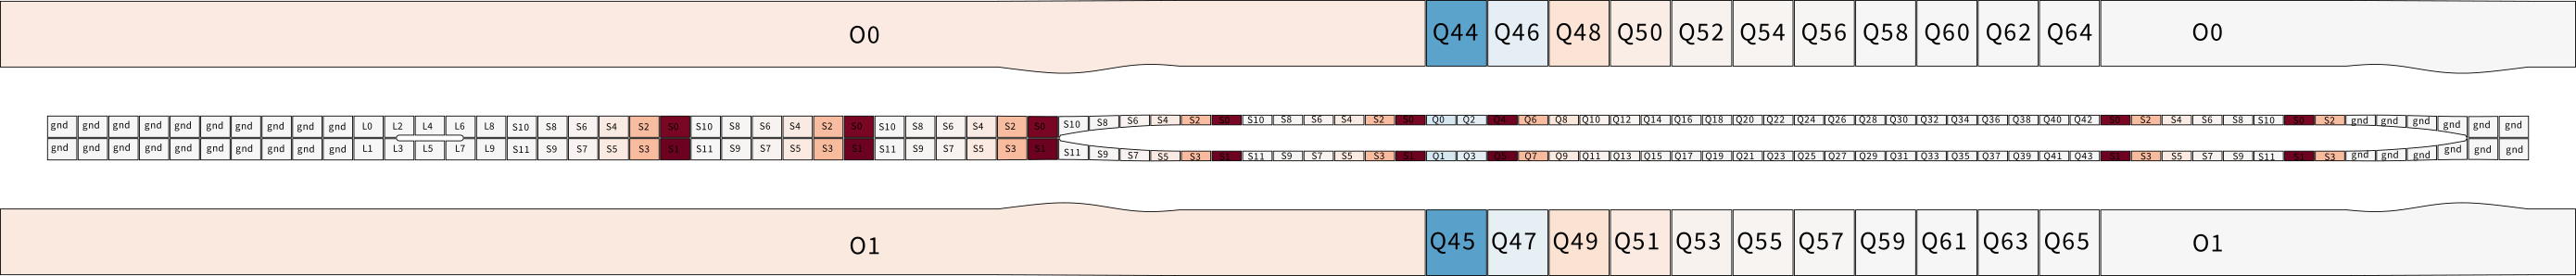 O0 Q44 Q46 Q48 Q50 Q52 Q54 Q56 Q58 Q60 Q62 Q64 O0
gnd gnd gnd gnd gnd gnd gnd gnd gnd gnd L0 L2 L4 L6 L8 S10 S8 S6 S4 S2 S0 S10 S8 S6 S4 S2 S0 S10 S8 S6 S4 S2 S0 S10 S8 S6 S4 S2 S0 S10 S8 S6 S4 S2 S0 Q0 Q2 Q4 Q6 Q8 Q10 Q12 Q14 Q16 Q18 Q20 Q22 Q24 Q26 Q28 Q30 Q32 Q34 Q36 Q38 Q40 Q42 S0 S2 S4 S6 S8 S10 S0 S2 gnd gnd gnd gnd gnd gnd
gnd gnd gnd gnd gnd gnd gnd gnd gnd gnd L1 L3 L5 L7 L9 S11 S9 S7 S5 S3 S1 S11 S9 S7 S5 S3 S1 S11 S9 S7 S5 S3 S1 S11 S9 S7 S5 S3 S1 S11 S9 S7 S5 S3 S1 Q1 Q3 Q5 Q7 Q9 Q11 Q13 Q15 Q17 Q19 Q21 Q23 Q25 Q27 Q29 Q31 Q33 Q35 Q37 Q39 Q41 Q43 S1 S3 S5 S7 S9 S11 S1 S3 gnd gnd gnd gnd gnd gnd
O1 Q45 Q47 Q49 Q51 Q53 Q55 Q57 Q59 Q61 Q63 Q65 O1